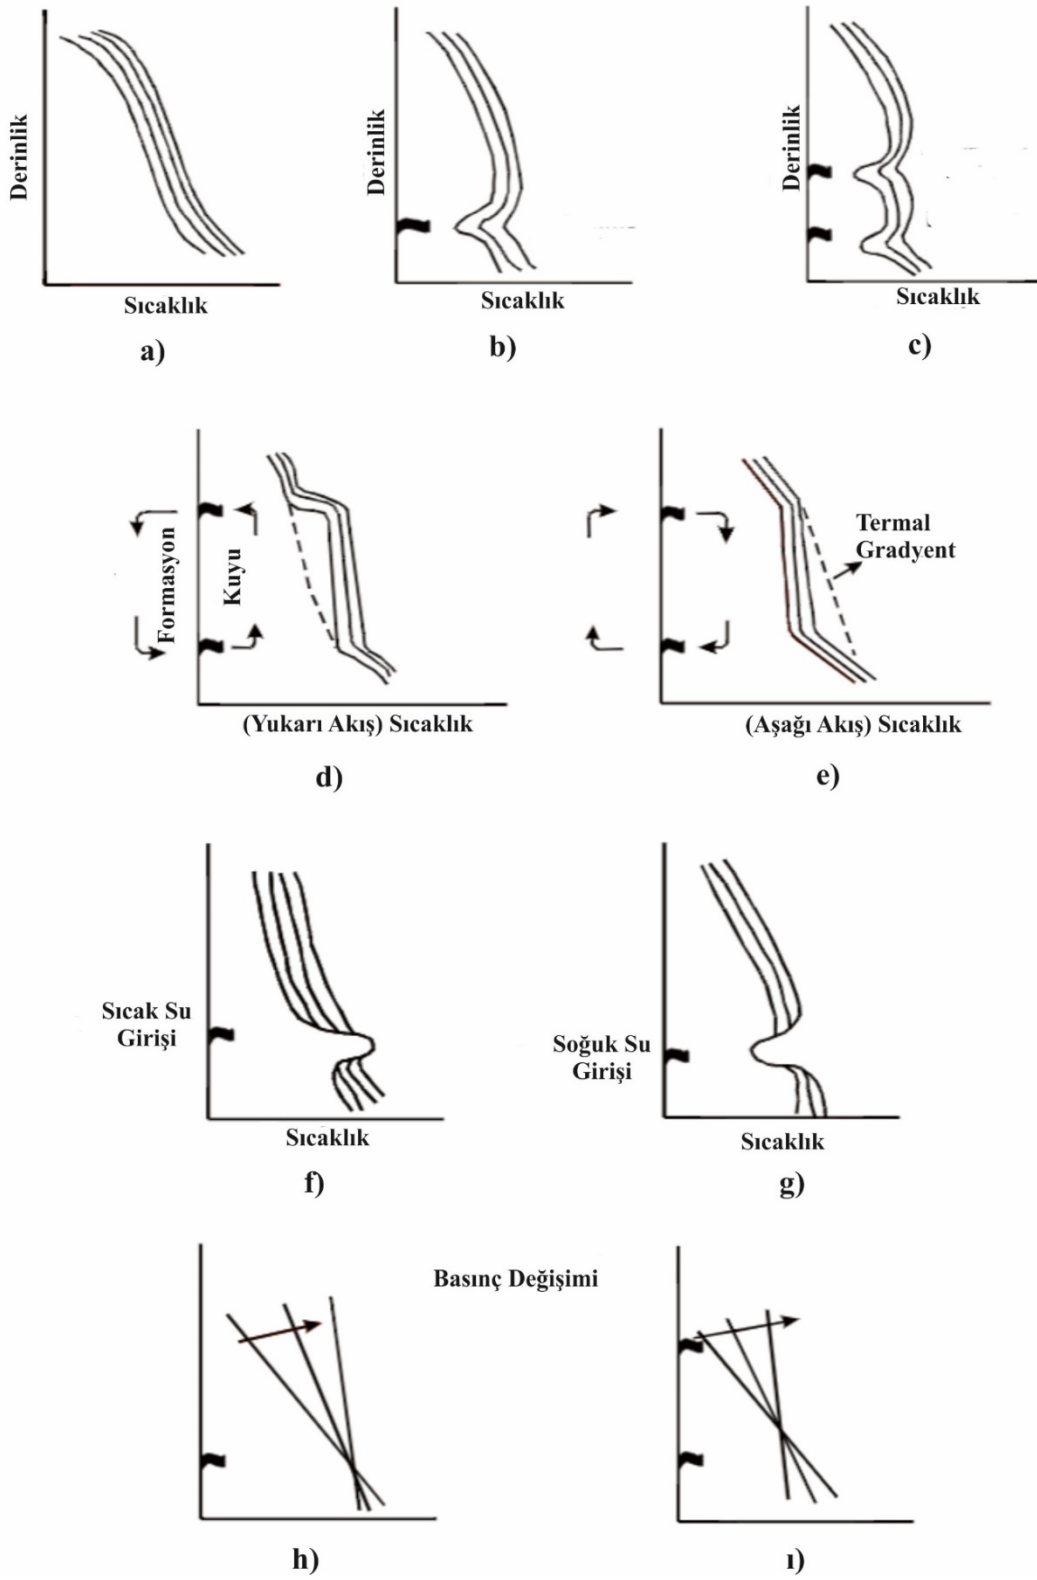 Derinlik
Sıcaklık
a)
Derinlik
Sıcaklık
b)
Derinlik
Sıcaklık
c)
Formasyon
Kuyu
(Yukarı Akış) Sıcaklık
d)
Termal
Gradyent
(Aşağı Akış) Sıcaklık
e)
Sıcak Su
Girişi
Sıcaklık
f)
Soğuk Su
Girişi
Sıcaklık
g)
Basınç Değişimi
h)
ı)